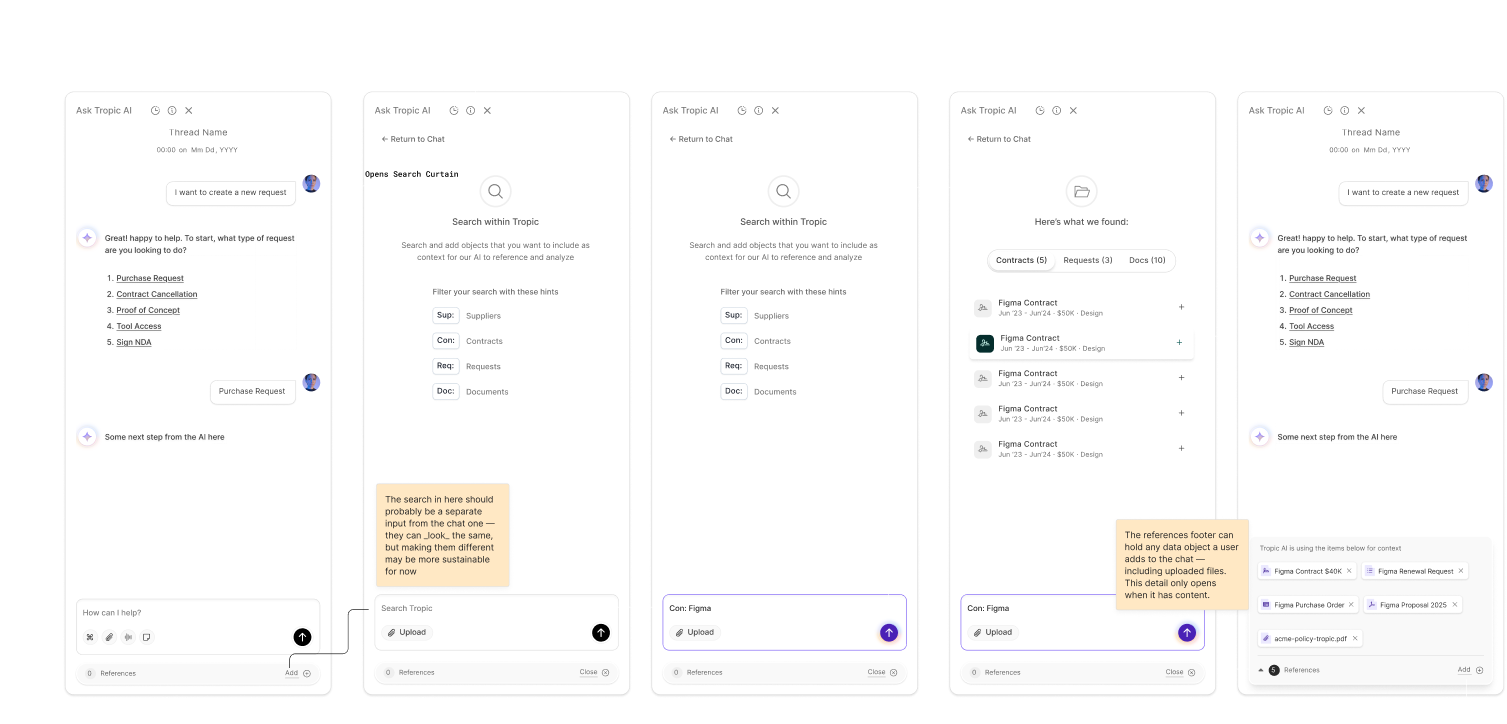 Ask Tropic AI
Thread Name
00:00 on Mm Dd, YYYY
I want to create a new request
Great! happy to help. To start, what type of request
are you looking to do?
1. Purchase Request
2. Contract Cancellation
3. Proof of Concept
4. Tool Access
5. Sign NDA
Purchase Request
Some next step from the AI here
How can I help?
0 References
Add
Ask Tropic AI
← Return to Chat
Opens Search Curtain
Search within Tropic
Search and add objects that you want to include as
context for our AI to reference and analyze
Filter your search with these hints
Sup: Suppliers
Con: Contracts
Req: Requests
Doc: Documents
The search in here should
probably be a separate
input from the chat one —
they can _look_ the same,
but making them different
may be more sustainable
for now
Search Tropic
Upload
0 References
Close
Ask Tropic AI
← Return to Chat
Search within Tropic
Search and add objects that you want to include as
context for our AI to reference and analyze
Filter your search with these hints
Sup: Suppliers
Con: Contracts
Req: Requests
Doc: Documents
Con: Figma
Upload
0 References
Close
Ask Tropic AI
← Return to Chat
Here's what we found:
Contracts (5) Requests (3) Docs (10)
Figma Contract
Jun '23 - Jun'24 · $50K · Design
Figma Contract
Jun '23 - Jun'24 · $50K · Design
Figma Contract
Jun '23 - Jun'24 · $50K · Design
Figma Contract
Jun '23 - Jun'24 · $50K · Design
Figma Contract
Jun '23 - Jun'24 · $50K · Design
The references footer can
hold any data object a user
adds to the chat —
including uploaded files.
This detail only opens
when it has content.
Con: Figma
Upload
0 References
Close
Ask Tropic AI
Thread Name
00:00 on Mm Dd, YYYY
I want to create a new request
Great! happy to help. To start, what type of request
are you looking to do?
1. Purchase Request
2. Contract Cancellation
3. Proof of Concept
4. Tool Access
5. Sign NDA
Purchase Request
Some next step from the AI here
Tropic AI is using the items below for context
Figma Contract $40K
Figma Renewal Request
Figma Purchase Order
Figma Proposal 2025
acme-policy-tropic.pdf
5 References
Add